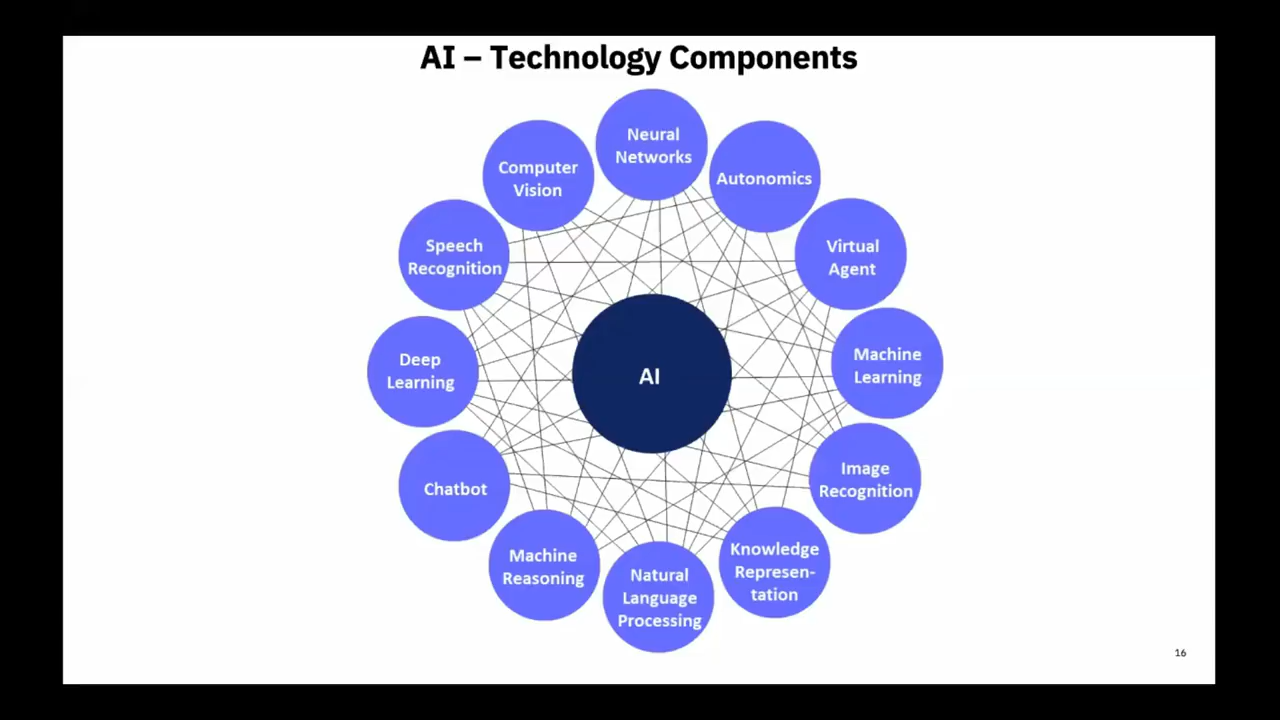 AI – Technology Components
Neural
Networks
Autonomics
Virtual
Agent
Machine
Learning
Image
Recognition
Knowledge
Represen-
tation
Natural
Language
Processing
Machine
Reasoning
Chatbot
Deep
Learning
Speech
Recognition
Computer
Vision
AI
16